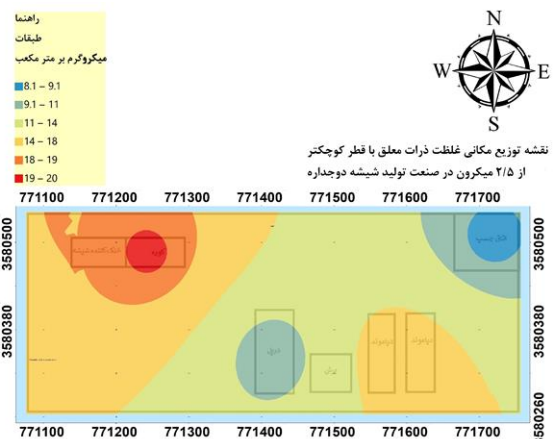 راهنما
طبقات
میکروگرم بر متر مکعب
8.1 – 9.1
9.1 – 11
11 – 14
14 – 18
18 – 19
19 – 20
N
W
E
S
نقشه توزیع مکانی غلظت ذرات معلق با قطر کوچکتر
از ۲/۵ میکرون در صنعت تولید شیشه دوجداره
771100 771200 771300 771400 771500 771600 771700
3580500
3580380
3580500
3580380
3580260
کوره
برش
771100 771200 771300 771400 771500 771600 771700